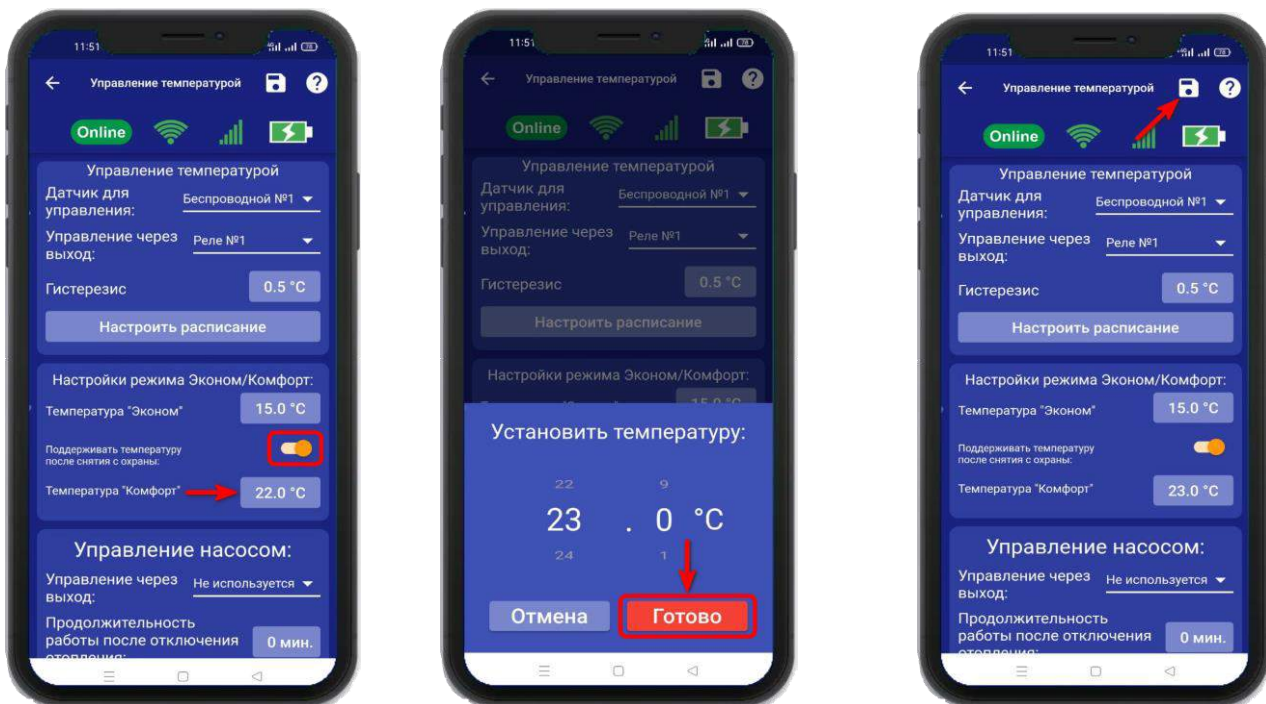 11:51
Управление температурой
Online
Управление температурой
Датчик для
управления:
Беспроводной №1
Управление через
выход:
Реле №1
Гистерезис
0.5 °C
Настроить расписание
Настройки режима Эконом/Комфорт:
Температура "Эконом"
15.0 °C
Поддерживать температуру
после снятия с охраны:
Температура "Комфорт"
22.0 °C
Управление насосом:
Управление через
выход:
Не используется
Продолжительность
работы после отключения
отопления:
0 мин.
11:51
Управление температурой
Online
Управление температурой
Датчик для
управления:
Беспроводной №1
Управление через
выход:
Реле №1
Гистерезис
0.5 °C
Настроить расписание
Настройки режима Эконом/Комфорт:
15.0 °C
Установить температуру:
22 9
23 . 0 °C
24 1
Отмена
Готово
11:51
Управление температурой
Online
Управление температурой
Датчик для
управления:
Беспроводной №1
Управление через
выход:
Реле №1
Гистерезис
0.5 °C
Настроить расписание
Настройки режима Эконом/Комфорт:
Температура "Эконом"
15.0 °C
Поддерживать температуру
после снятия с охраны:
Температура "Комфорт"
23.0 °C
Управление насосом:
Управление через
выход:
Не используется
Продолжительность
работы после отключения
отопления:
0 мин.